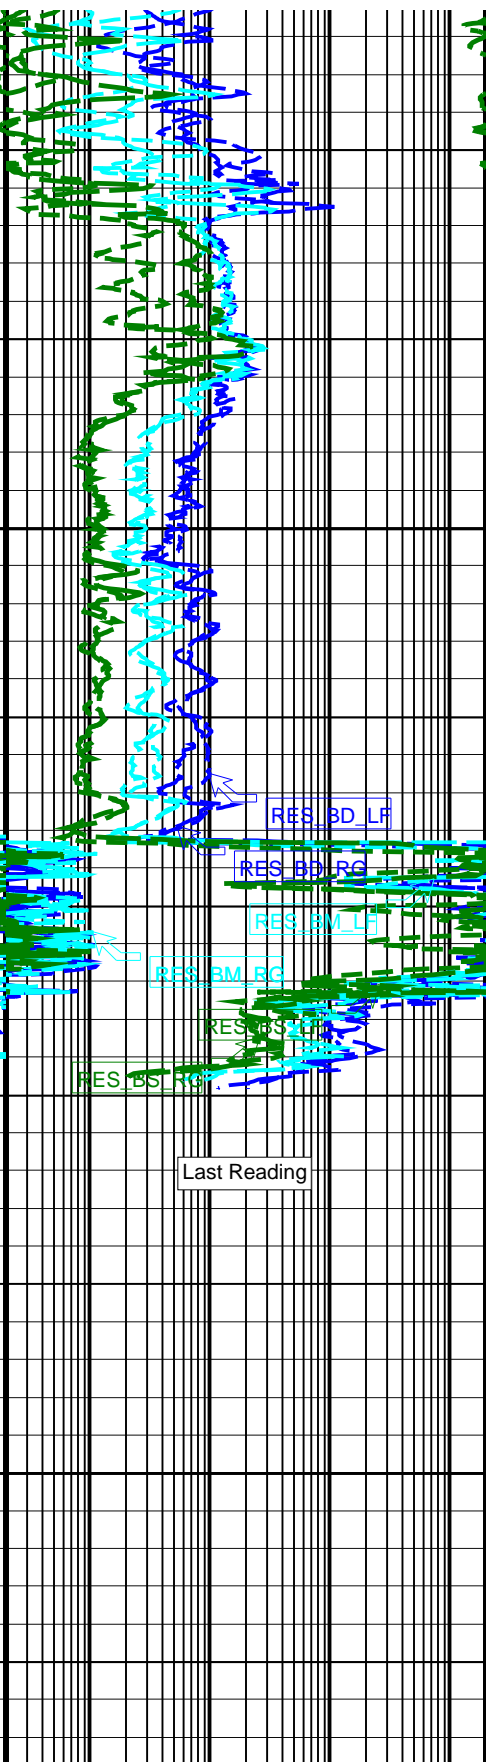 RES_BD_LF
RES_BD_RG
RES_BM_LF
RES_BM_RG
RES_BS_LF
RES_BS_RG
Last Reading